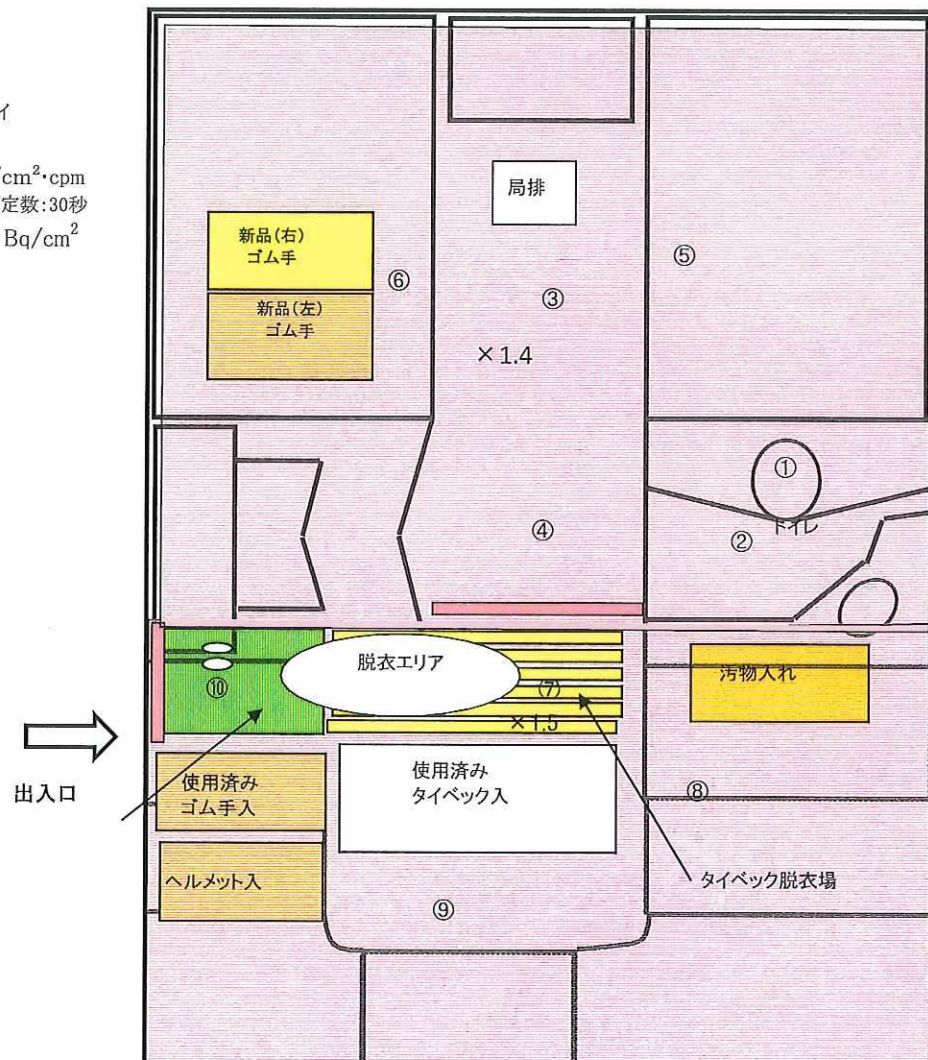 イ
cm²・cpm
定数:30秒
Bq/cm²
局排
新品(右)
ゴム手
新品(左)
ゴム手
⑥
⑤
③
×1.4
①
④
②
トイレ
脱衣エリア
⑩
(7)
×1.5
汚物入れ
出入口
使用済み
ゴム手入
使用済み
タイベック入
⑧
ヘルメット入
タイベック脱衣場
⑨